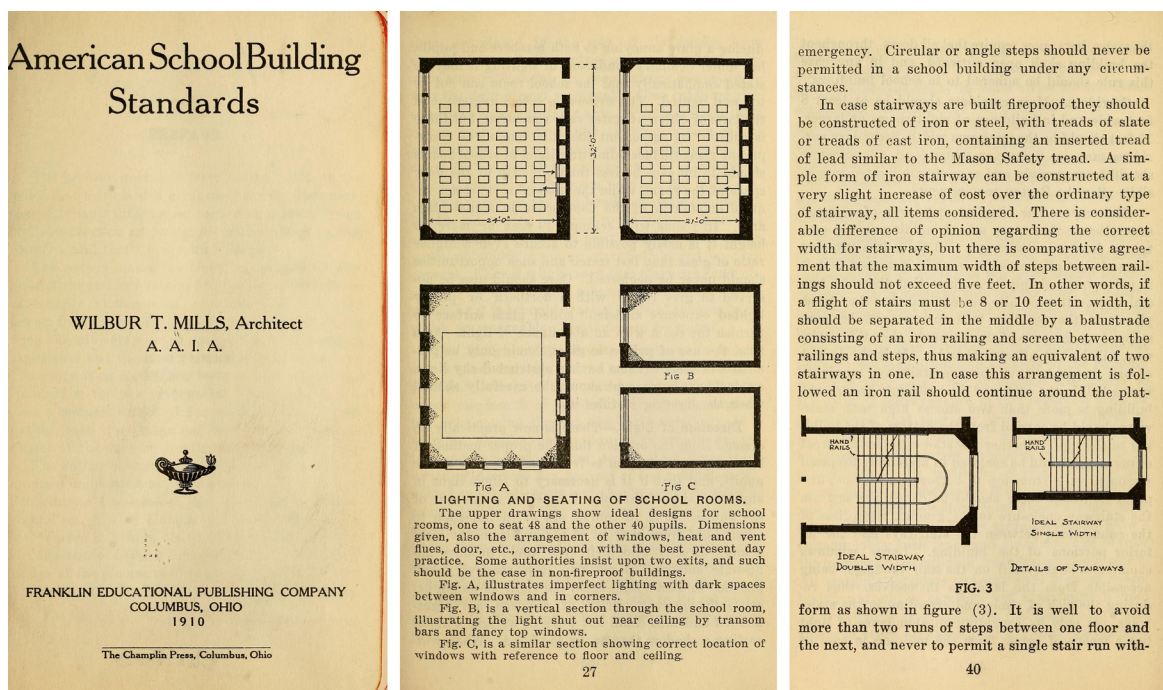 American School Building
Standards
WILBUR T. MILLS, Architect
A. A. I. A.
FRANKLIN EDUCATIONAL PUBLISHING COMPANY
COLUMBUS, OHIO
1910
The Champlin Press, Columbus, Ohio
32'0"
24'0"
21'0"
FIG A
FIG B
FIG C
LIGHTING AND SEATING OF SCHOOL ROOMS.
The upper drawings show ideal designs for school
rooms, one to seat 48 and the other 40 pupils. Dimensions
given, also the arrangement of windows, heat and vent
flues, door, etc., correspond with the best present day
practice. Some authorities insist upon two exits, and such
should be the case in non-fireproof buildings.
Fig. A, illustrates imperfect lighting with dark spaces
between windows and in corners.
Fig. B, is a vertical section through the school room,
illustrating the light shut out near ceiling by transom
bars and fancy top windows.
Fig. C, is a similar section showing correct location of
windows with reference to floor and ceiling.
27
emergency. Circular or angle steps should never be
permitted in a school building under any circum-
stances.
In case stairways are built fireproof they should
be constructed of iron or steel, with treads of slate
or treads of cast iron, containing an inserted tread
of lead similar to the Mason Safety tread. A sim-
ple form of iron stairway can be constructed at a
very slight increase of cost over the ordinary type
of stairway, all items considered. There is consider-
able difference of opinion regarding the correct
width for stairways, but there is comparative agree-
ment that the maximum width of steps between rail-
ings should not exceed five feet. In other words, if
a flight of stairs must be 8 or 10 feet in width, it
should be separated in the middle by a balustrade
consisting of an iron railing and screen between the
railings and steps, thus making an equivalent of two
stairways in one. In case this arrangement is fol-
lowed an iron rail should continue around the plat-
HAND
RAILS
IDEAL STAIRWAY
DOUBLE WIDTH
HAND
RAILS
IDEAL STAIRWAY
SINGLE WIDTH
DETAILS OF STAIRWAYS
FIG. 3
form as shown in figure (3). It is well to avoid
more than two runs of steps between one floor and
the next, and never to permit a single stair run with-
40